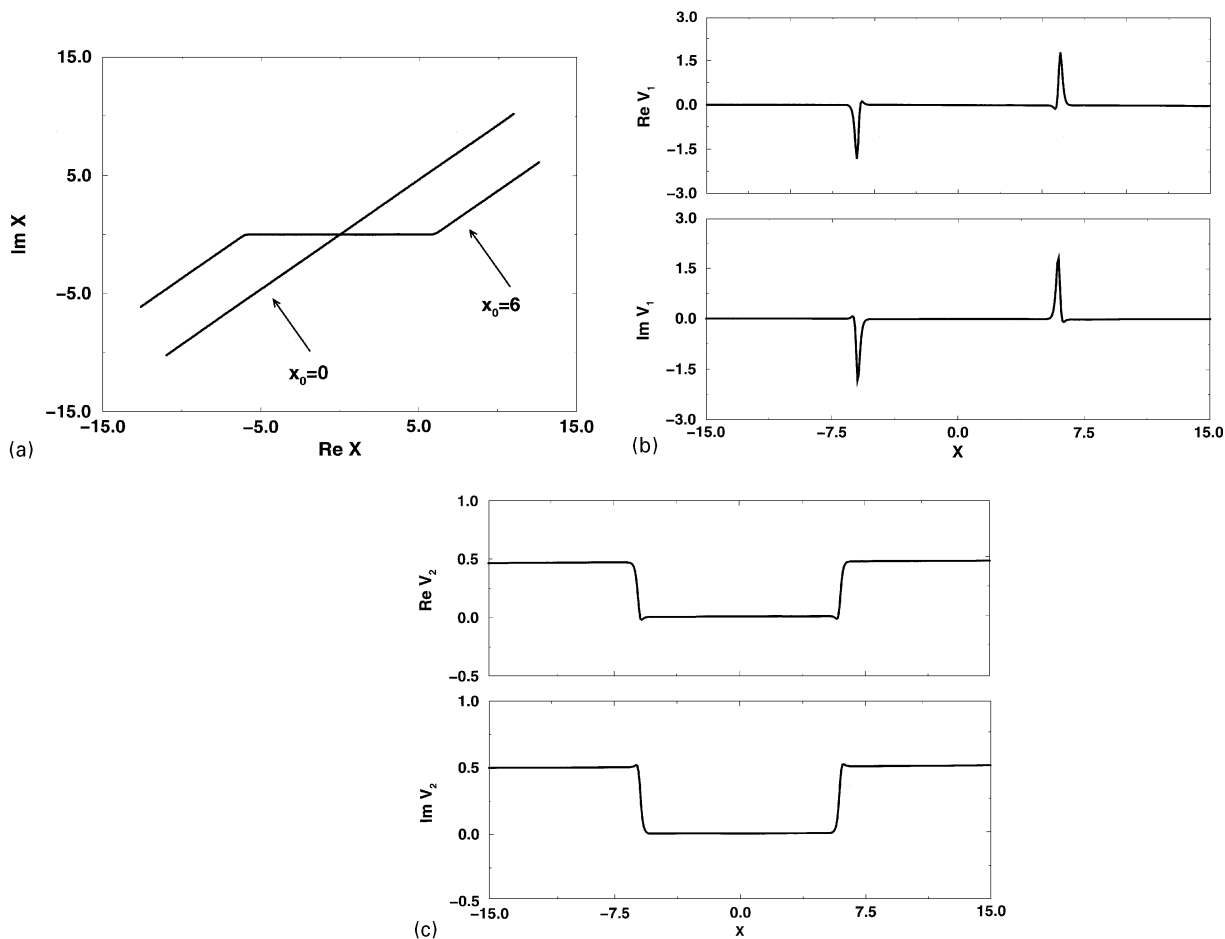 15.0
5.0
−5.0
−15.0
Im X
−15.0 −5.0 5.0 15.0
Re X
x₀=0
x₀=6
(a)
3.0
1.5
0.0
−1.5
−3.0
Re V₁
3.0
1.5
0.0
−1.5
−3.0
Im V₁
−15.0 −7.5 0.0 7.5 15.0
X
(b)
1.0
0.5
0.0
−0.5
Re V₂
1.0
0.5
0.0
−0.5
Im V₂
−15.0 −7.5 0.0 7.5 15.0
x
(c)